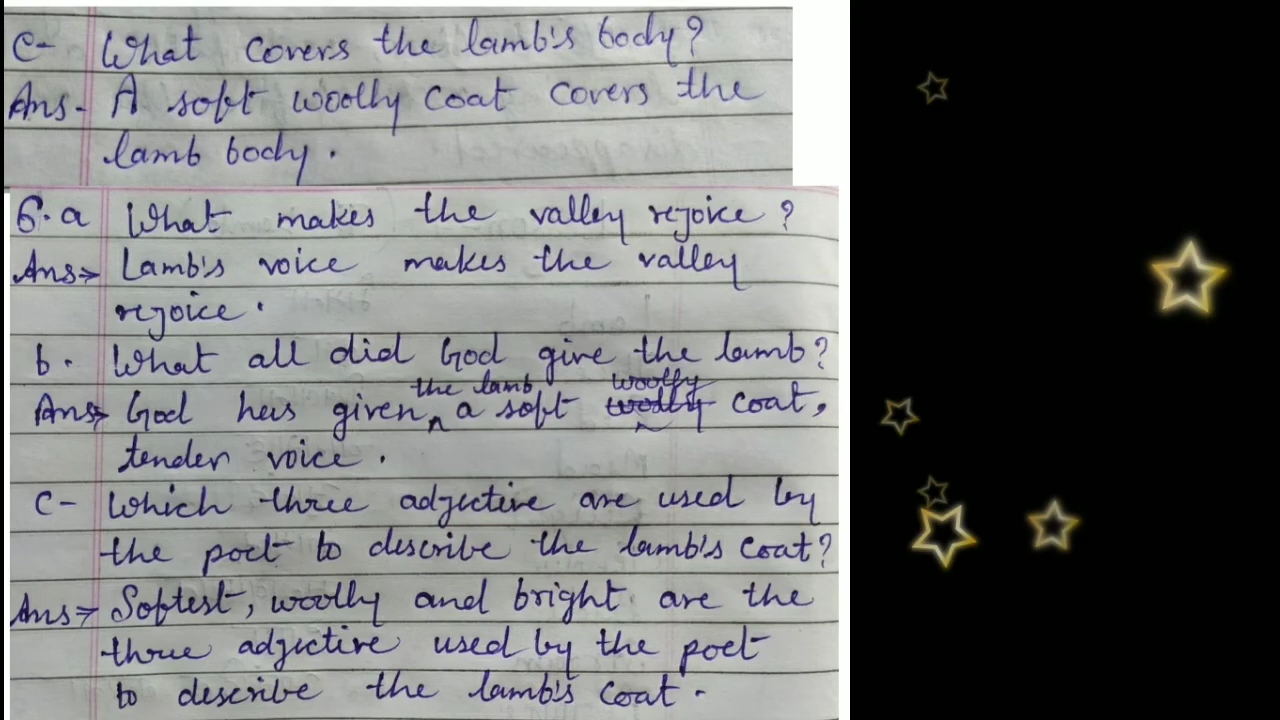 C- What covers the lamb's body?
Ans- A soft woolly coat covers the
lamb body.
6.a What makes the valley rejoice?
Ans⇒ Lamb's voice makes the valley
rejoice.
b. What all did God give the lamb?
the lamb woolly
Ans⇒ God has given ^ a soft woolly coat,
tender voice.
C- Which three adjective are used by
the poet to describe the lamb's coat?
Ans⇒ Softest, woolly and bright are the
three adjective used by the poet
to describe the lamb's coat.